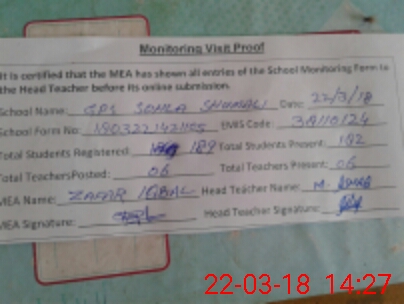 Monitoring Visit Proof
It is certified that the MEA has shown all entries of the School Monitoring Form to
the Head Teacher before its online submission.
School Name: GPS SOHLA SHUMALI Date: 22/3/18
School Form No: EMIS Code:
Total Students Registered: 189 Total Students Present: 182
Total Teachers Posted: 06 Total Teachers Present: 06
MEA Name: ZAFAR IQBAL Head Teacher Name: M.
MEA Signature: Head Teacher Signature:
22-03-18 14:27